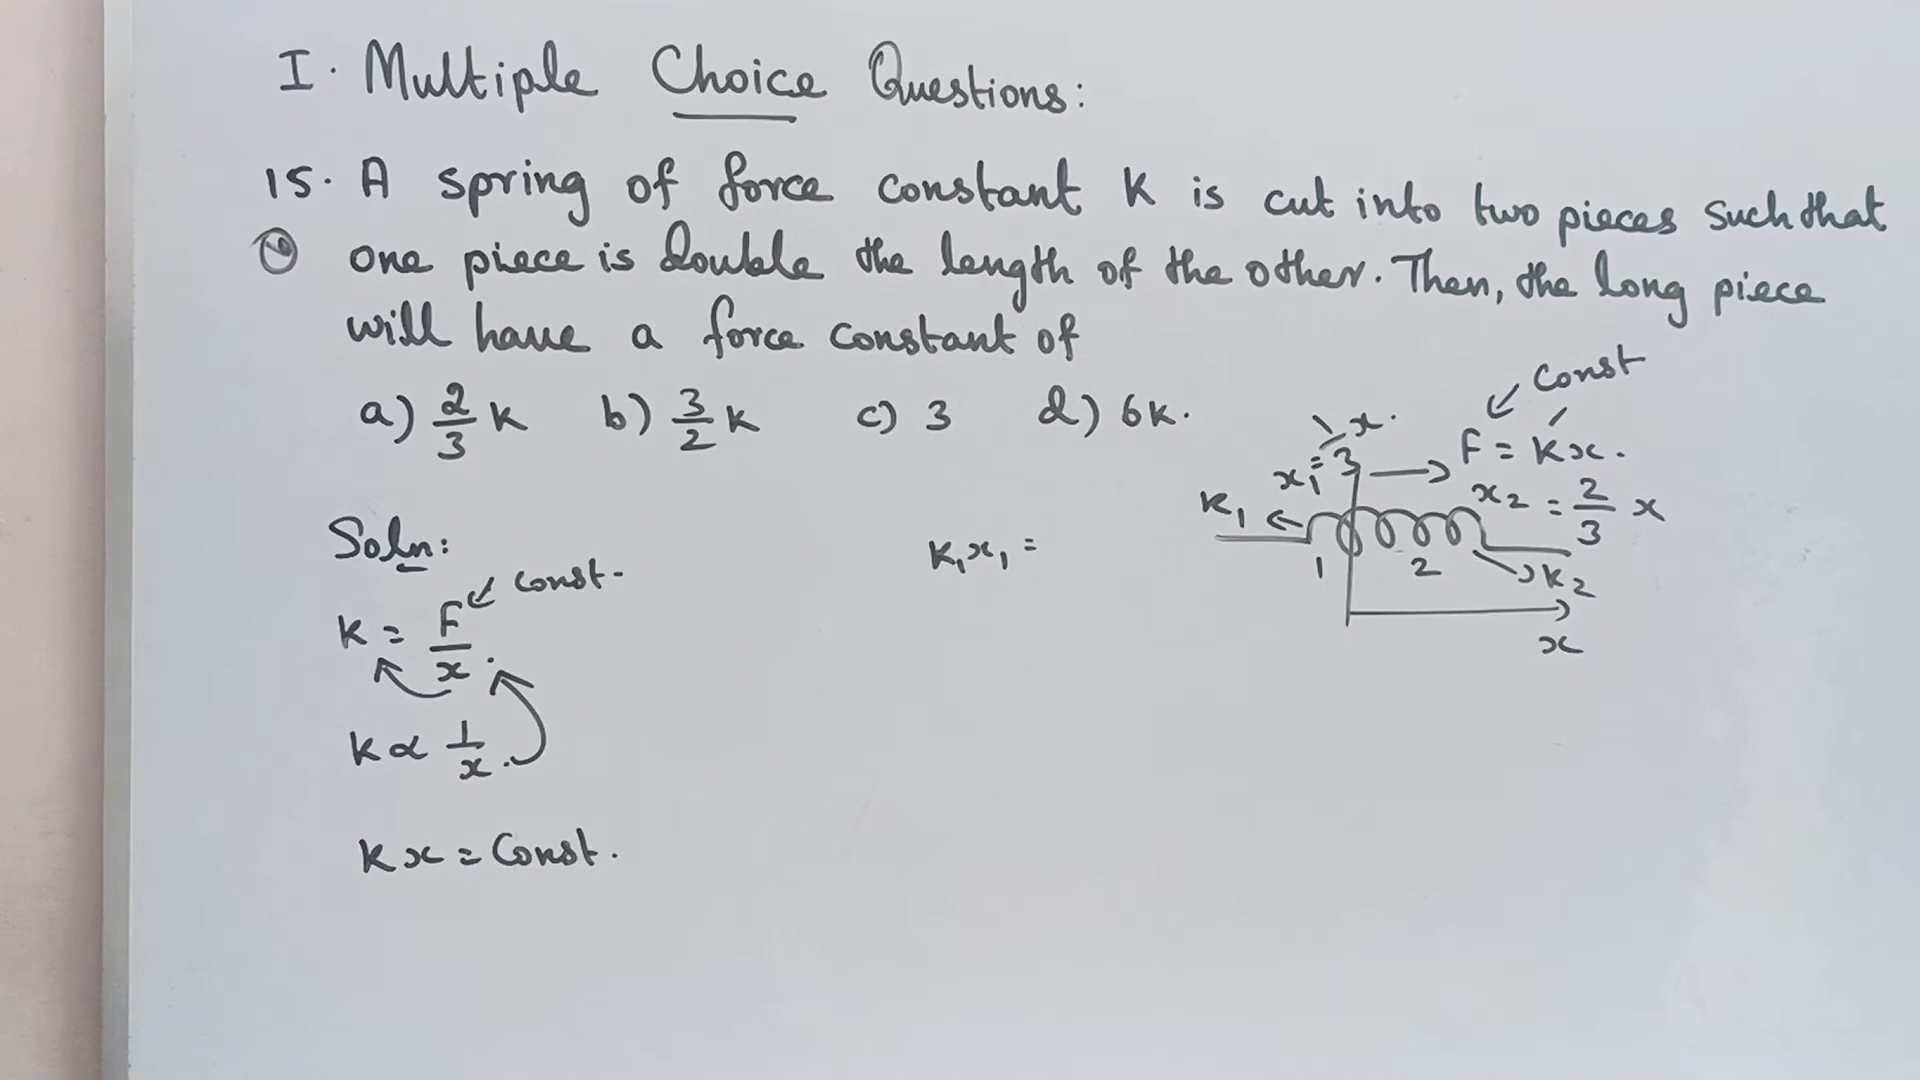 I. Multiple Choice Questions:
15. A spring of force constant K is cut into two pieces such that
one piece is double the length of the other. Then, the long piece
will have a force constant of
a) 2/3 K b) 3/2 K c) 3 d) 6K.
const
F = Kx.
x₁ = x/3
x₂ = 2/3 x
K₁
1 2
K₂
x
Soln:
K = F/x.
const.
K ∝ 1/x.
Kx = Const.
K₁x₁ =